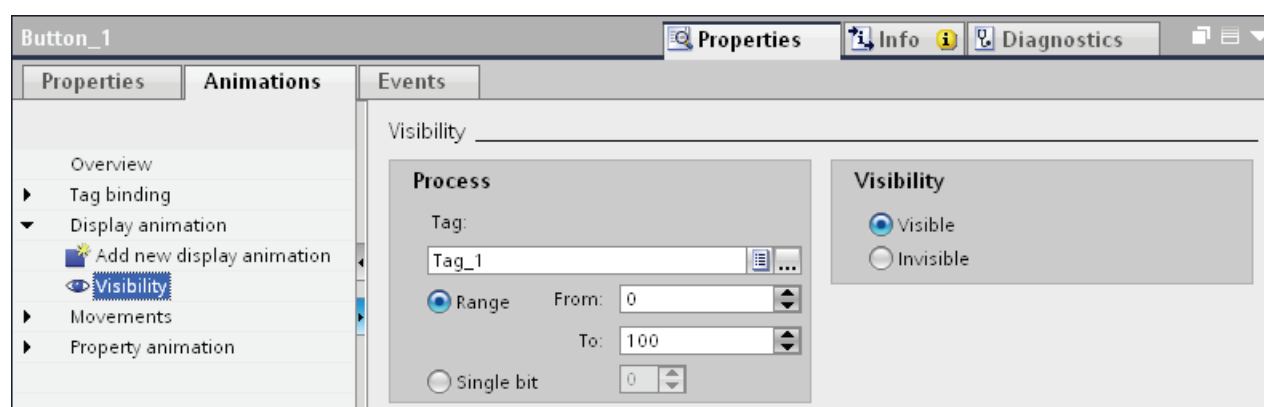 Button_1
Properties
Info
Diagnostics
Properties
Animations
Events
Overview
Tag binding
Display animation
Add new display animation
Visibility
Movements
Property animation
Visibility
Process
Tag:
Tag_1
...
Range From: 0
To: 100
Single bit 0
Visibility
Visible
Invisible